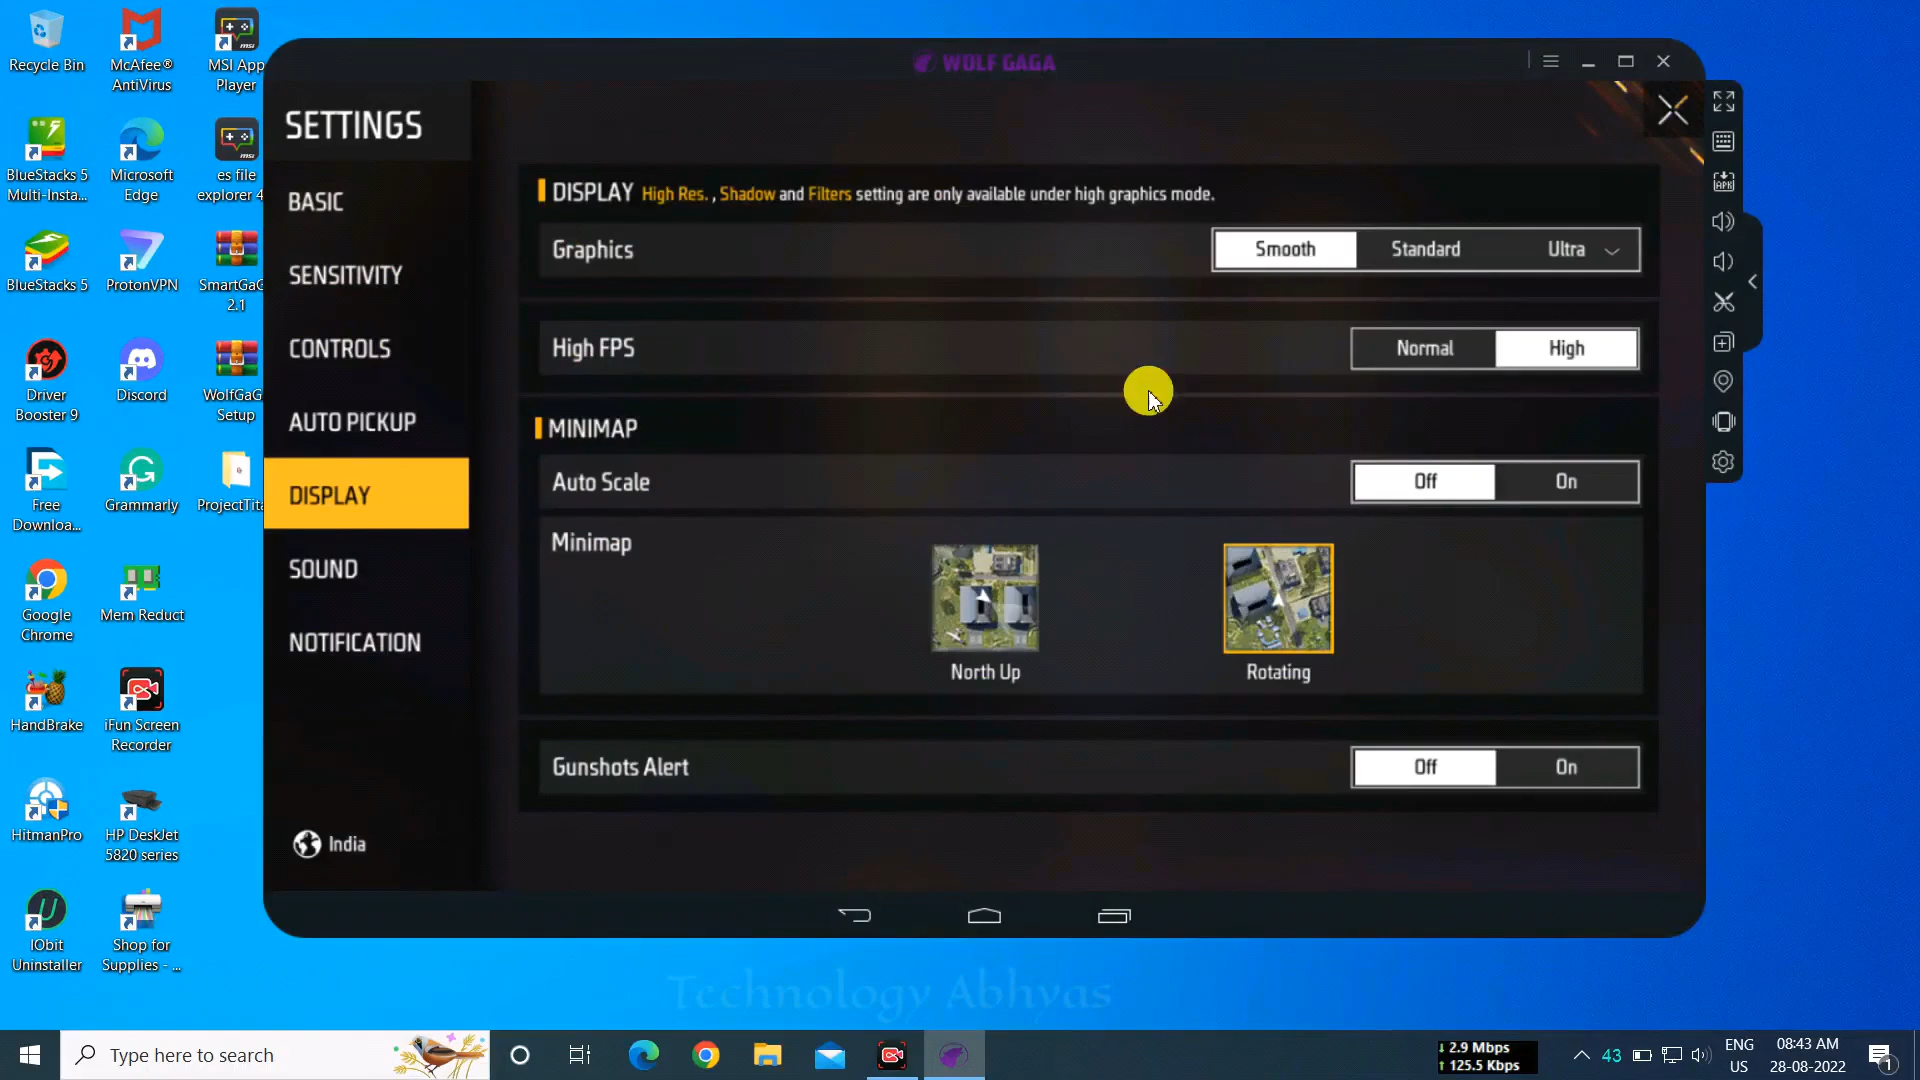 Recycle Bin
McAfee®
AntiVirus
MSI App
Player
BlueStacks 5
Multi-Insta...
Microsoft
Edge
es file
explorer 4
BlueStacks 5
ProtonVPN
SmartGaG
2.1
Driver
Booster 9
Discord
WolfGaG
Setup
Free
Downloa...
Grammarly
ProjectTita
Google
Chrome
Mem Reduct
HandBrake
iFun Screen
Recorder
HitmanPro
HP DeskJet
5820 series
IObit
Uninstaller
Shop for
Supplies - ...
WOLF GAGA
SETTINGS
BASIC
SENSITIVITY
CONTROLS
AUTO PICKUP
DISPLAY
SOUND
NOTIFICATION
India
DISPLAY High Res. , Shadow and Filters setting are only available under high graphics mode.
Graphics Smooth Standard Ultra
High FPS Normal High
MINIMAP
Auto Scale Off On
Minimap
North Up Rotating
Gunshots Alert Off On
APK
Technology Abhyas
Type here to search
↓ 2.9 Mbps
↑ 125.5 Kbps
43
ENG
US
08:43 AM
28-08-2022
1